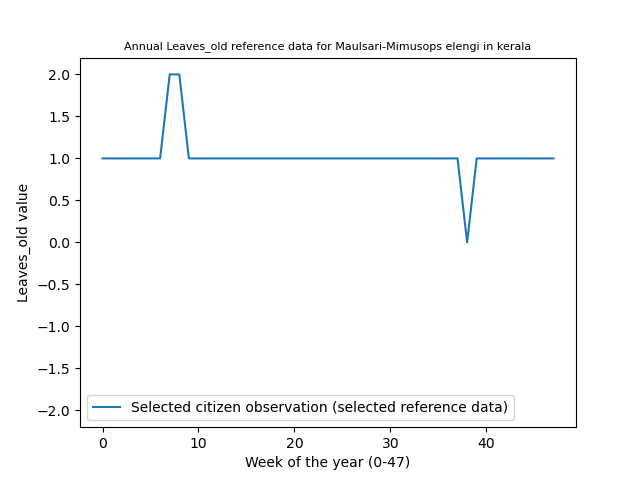 Annual Leaves_old reference data for Maulsari-Mimusops elengi in kerala
2.0
1.5
1.0
0.5
0.0
−0.5
−1.0
−1.5
−2.0
Leaves_old value
Selected citizen observation (selected reference data)
0 10 20 30 40
Week of the year (0-47)